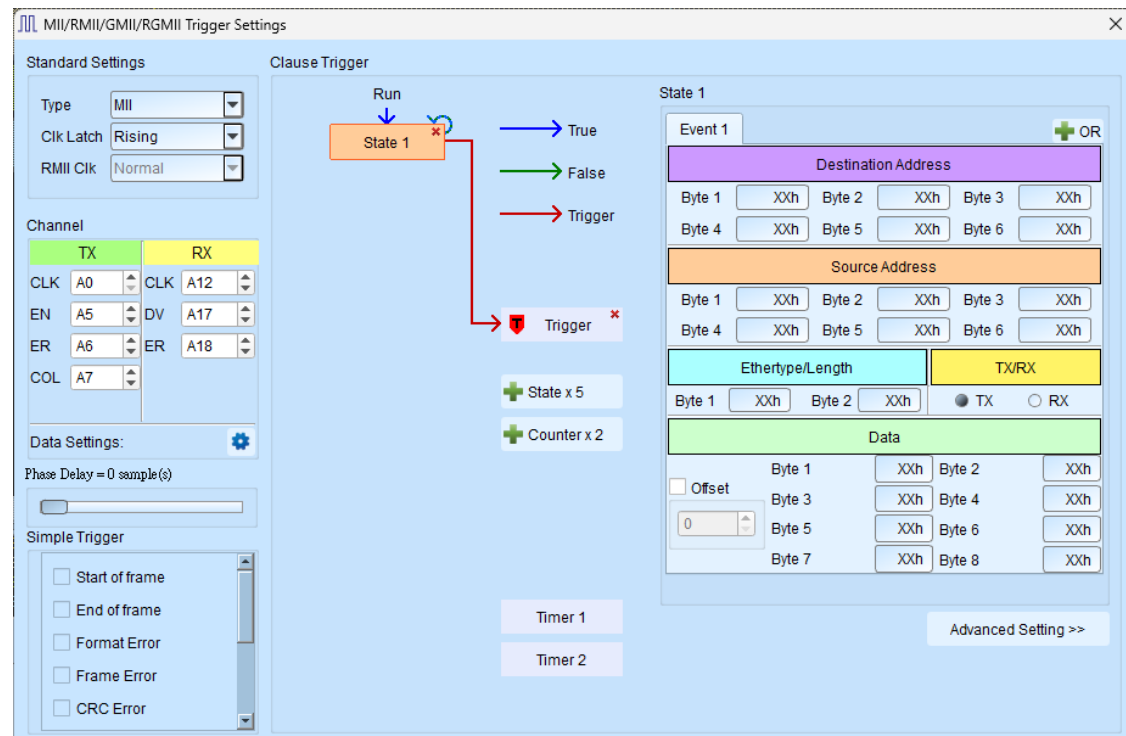 MII/RMII/GMII/RGMII Trigger Settings
Standard Settings
Type MII
Clk Latch Rising
RMII Clk Normal
Channel
TX RX
CLK A0 CLK A12
EN A5 DV A17
ER A6 ER A18
COL A7
Data Settings:
Phase Delay = 0 sample(s)
Simple Trigger
Start of frame
End of frame
Format Error
Frame Error
CRC Error
Clause Trigger
Run
State 1
True
False
Trigger
T Trigger
State x 5
Counter x 2
Timer 1
Timer 2
State 1
Event 1 OR
Destination Address
Byte 1 XXh Byte 2 XXh Byte 3 XXh
Byte 4 XXh Byte 5 XXh Byte 6 XXh
Source Address
Byte 1 XXh Byte 2 XXh Byte 3 XXh
Byte 4 XXh Byte 5 XXh Byte 6 XXh
Ethertype/Length TX/RX
Byte 1 XXh Byte 2 XXh TX RX
Data
Offset
0
Byte 1 XXh Byte 2 XXh
Byte 3 XXh Byte 4 XXh
Byte 5 XXh Byte 6 XXh
Byte 7 XXh Byte 8 XXh
Advanced Setting >>